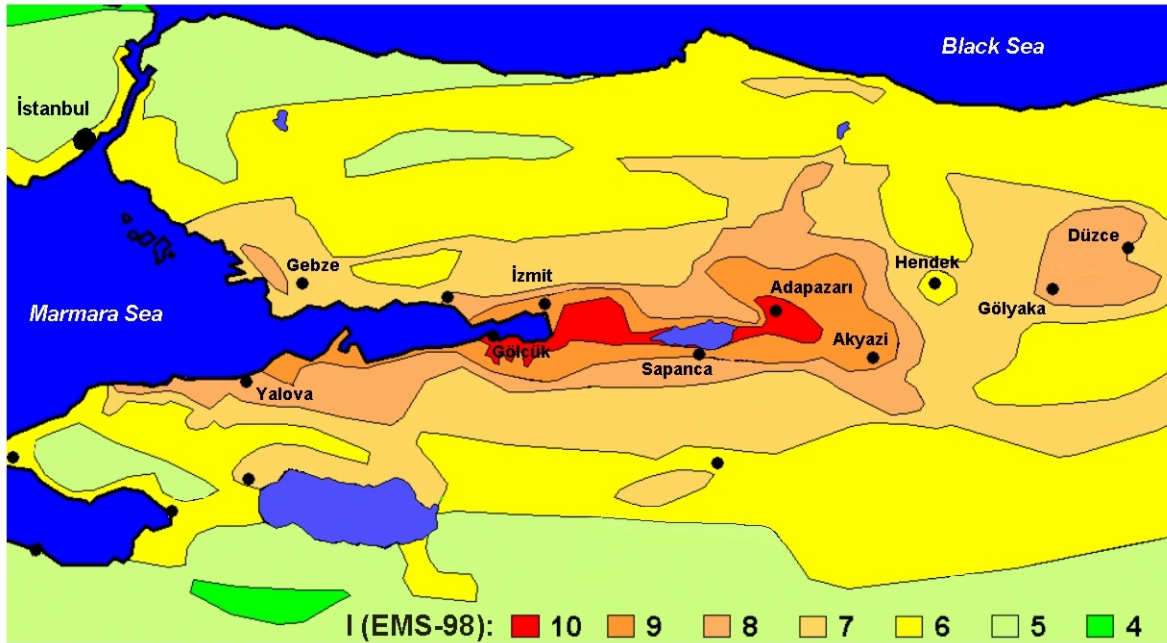 Black Sea
İstanbul
Düzce
Gebze
İzmit
Hendek
Adapazarı
Gölyaka
Marmara Sea
Gölcük
Akyazi
Sapanca
Yalova
I (EMS-98): 10 9 8 7 6 5 4